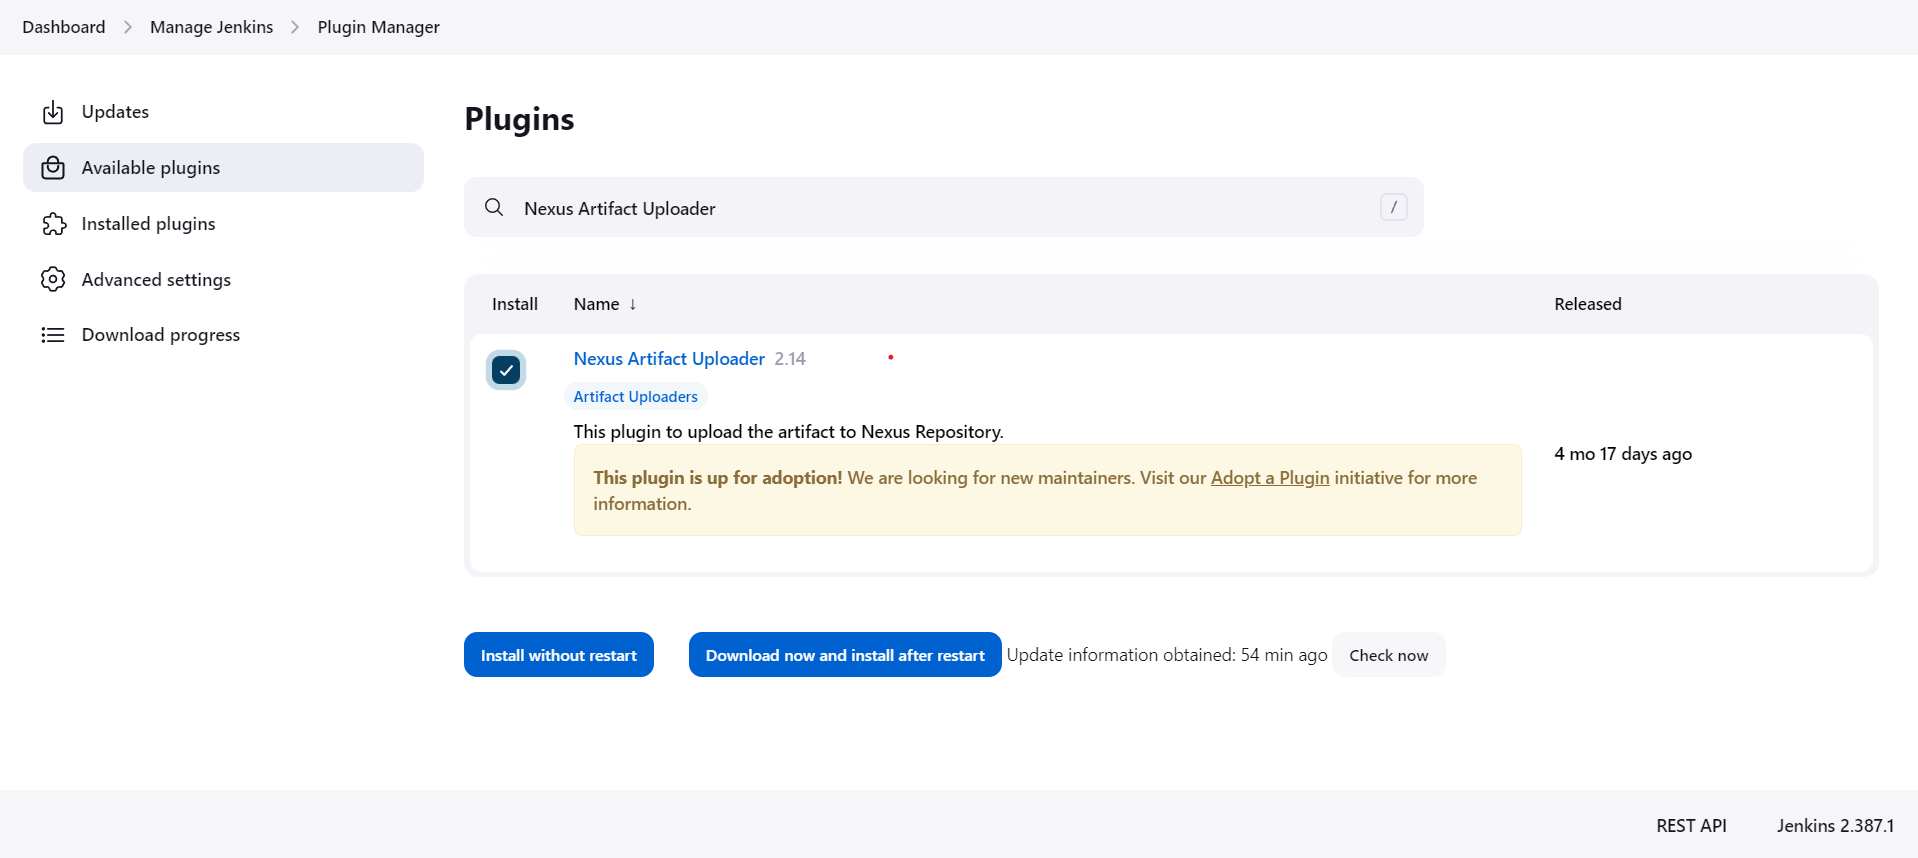 Dashboard > Manage Jenkins > Plugin Manager
Updates
Available plugins
Installed plugins
Advanced settings
Download progress
Plugins
Nexus Artifact Uploader /
Install Name ↓ Released
Nexus Artifact Uploader 2.14
Artifact Uploaders
This plugin to upload the artifact to Nexus Repository.
This plugin is up for adoption! We are looking for new maintainers. Visit our Adopt a Plugin initiative for more
information.
4 mo 17 days ago
Install without restart Download now and install after restart Update information obtained: 54 min ago Check now
REST API Jenkins 2.387.1